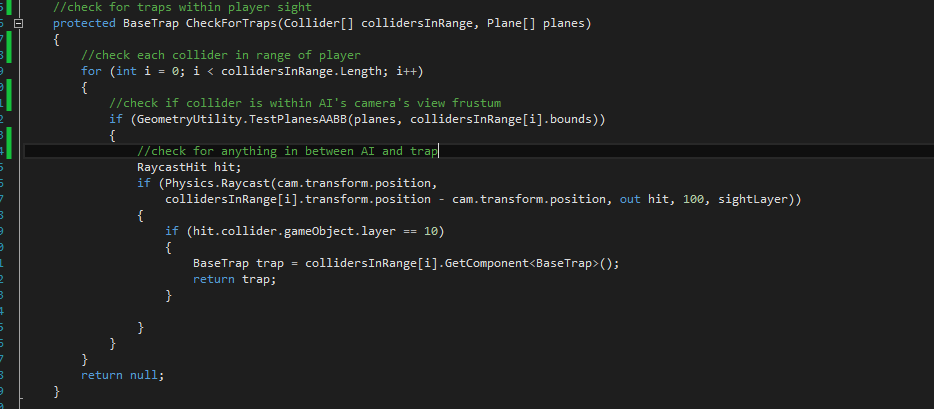 //check for traps within player sight
protected BaseTrap CheckForTraps(Collider[] collidersInRange, Plane[] planes)
{
//check each collider in range of player
for (int i = 0; i < collidersInRange.Length; i++)
{
//check if collider is within AI's camera's view frustum
if (GeometryUtility.TestPlanesAABB(planes, collidersInRange[i].bounds))
{
//check for anything in between AI and trap
RaycastHit hit;
if (Physics.Raycast(cam.transform.position,
collidersInRange[i].transform.position - cam.transform.position, out hit, 100, sightLayer))
{
if (hit.collider.gameObject.layer == 10)
{
BaseTrap trap = collidersInRange[i].GetComponent<BaseTrap>();
return trap;
}
}
}
}
return null;
}